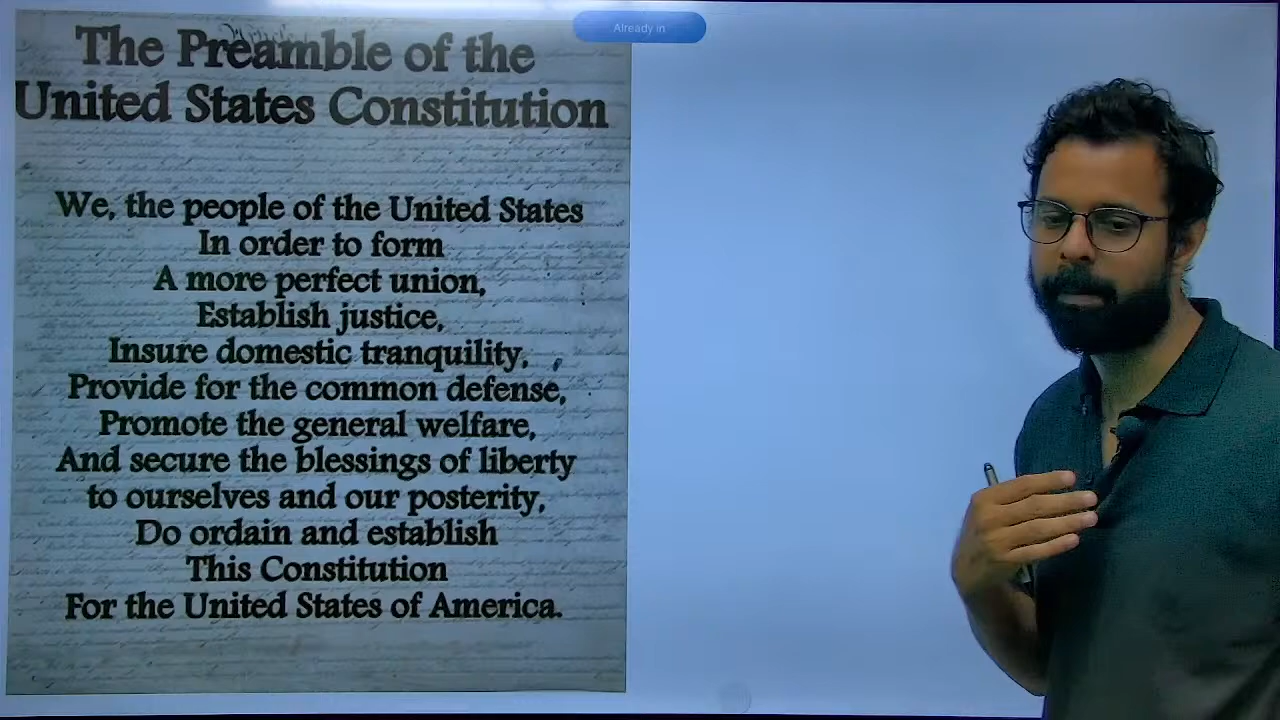 Already in
The Preamble of the
United States Constitution
We, the people of the United States
In order to form
A more perfect union,
Establish justice,
Insure domestic tranquility,
Provide for the common defense,
Promote the general welfare,
And secure the blessings of liberty
to ourselves and our posterity,
Do ordain and establish
This Constitution
For the United States of America.